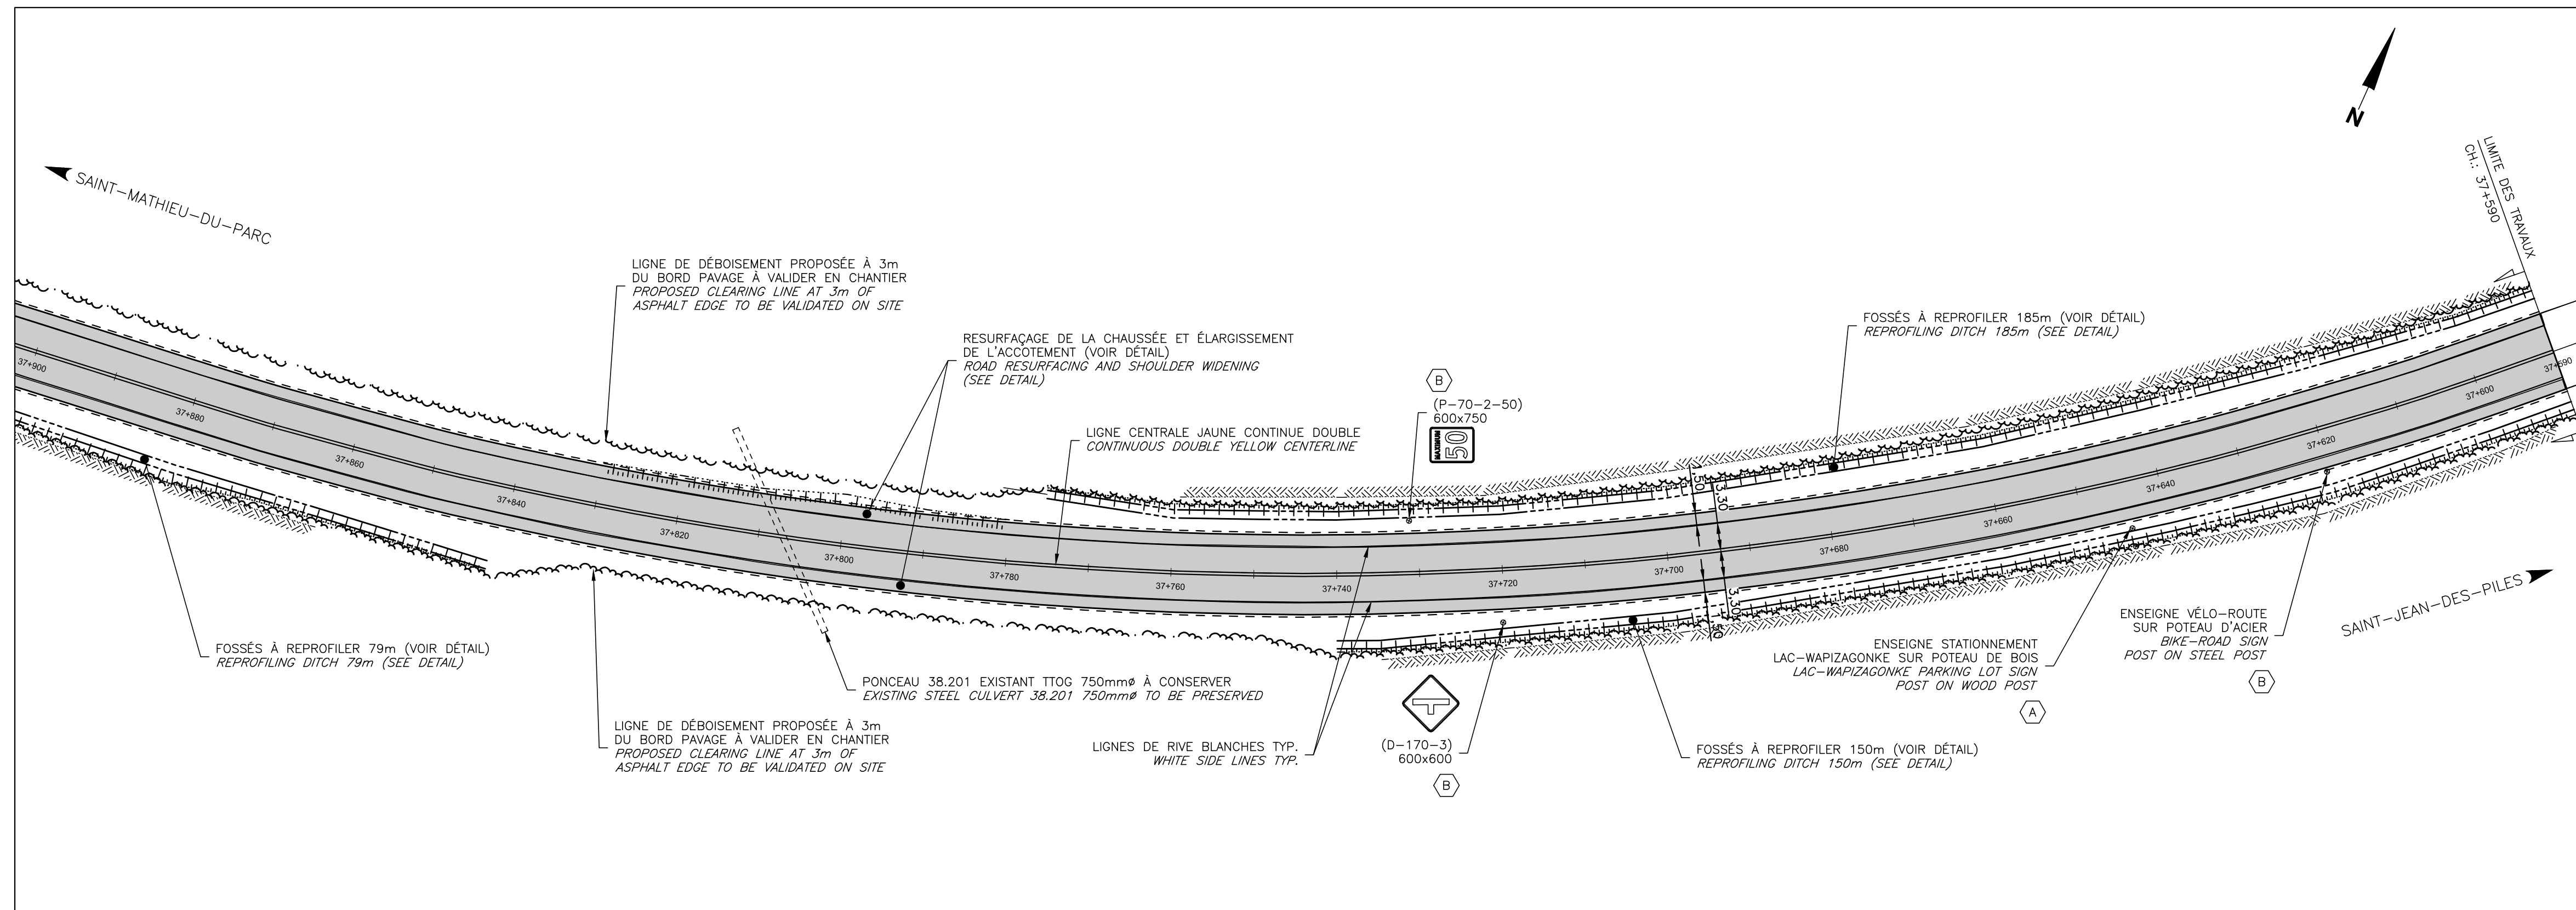 N
LIMITE DES TRAVAUX
CH.: 37+590
SAINT-MATHIEU-DU-PARC
LIGNE DE DÉBOISEMENT PROPOSÉE À 3m
DU BORD PAVAGE À VALIDER EN CHANTIER
PROPOSED CLEARING LINE AT 3m OF
ASPHALT EDGE TO BE VALIDATED ON SITE
RESURFAÇAGE DE LA CHAUSSÉE ET ÉLARGISSEMENT
DE L'ACCOTEMENT (VOIR DÉTAIL)
ROAD RESURFACING AND SHOULDER WIDENING
(SEE DETAIL)
LIGNE CENTRALE JAUNE CONTINUE DOUBLE
CONTINUOUS DOUBLE YELLOW CENTERLINE
B
(P-70-2-50)
600x750
MAXIMUM
50
FOSSÉS À REPROFILER 185m (VOIR DÉTAIL)
REPROFILING DITCH 185m (SEE DETAIL)
37+900
37+880
37+860
37+840
37+820
37+800
37+780
37+760
37+740
37+720
37+700
37+680
37+660
37+640
37+620
37+600
37+590
1.50
3.30
3.30
1.50
FOSSÉS À REPROFILER 79m (VOIR DÉTAIL)
REPROFILING DITCH 79m (SEE DETAIL)
LIGNE DE DÉBOISEMENT PROPOSÉE À 3m
DU BORD PAVAGE À VALIDER EN CHANTIER
PROPOSED CLEARING LINE AT 3m OF
ASPHALT EDGE TO BE VALIDATED ON SITE
PONCEAU 38.201 EXISTANT TTOG 750mmø À CONSERVER
EXISTING STEEL CULVERT 38.201 750mmø TO BE PRESERVED
LIGNES DE RIVE BLANCHES TYP.
WHITE SIDE LINES TYP.
(D-170-3)
600x600
B
FOSSÉS À REPROFILER 150m (VOIR DÉTAIL)
REPROFILING DITCH 150m (SEE DETAIL)
ENSEIGNE STATIONNEMENT
LAC-WAPIZAGONKE SUR POTEAU DE BOIS
LAC-WAPIZAGONKE PARKING LOT SIGN
POST ON WOOD POST
A
ENSEIGNE VÉLO-ROUTE
SUR POTEAU D'ACIER
BIKE-ROAD SIGN
POST ON STEEL POST
B
SAINT-JEAN-DES-PILES